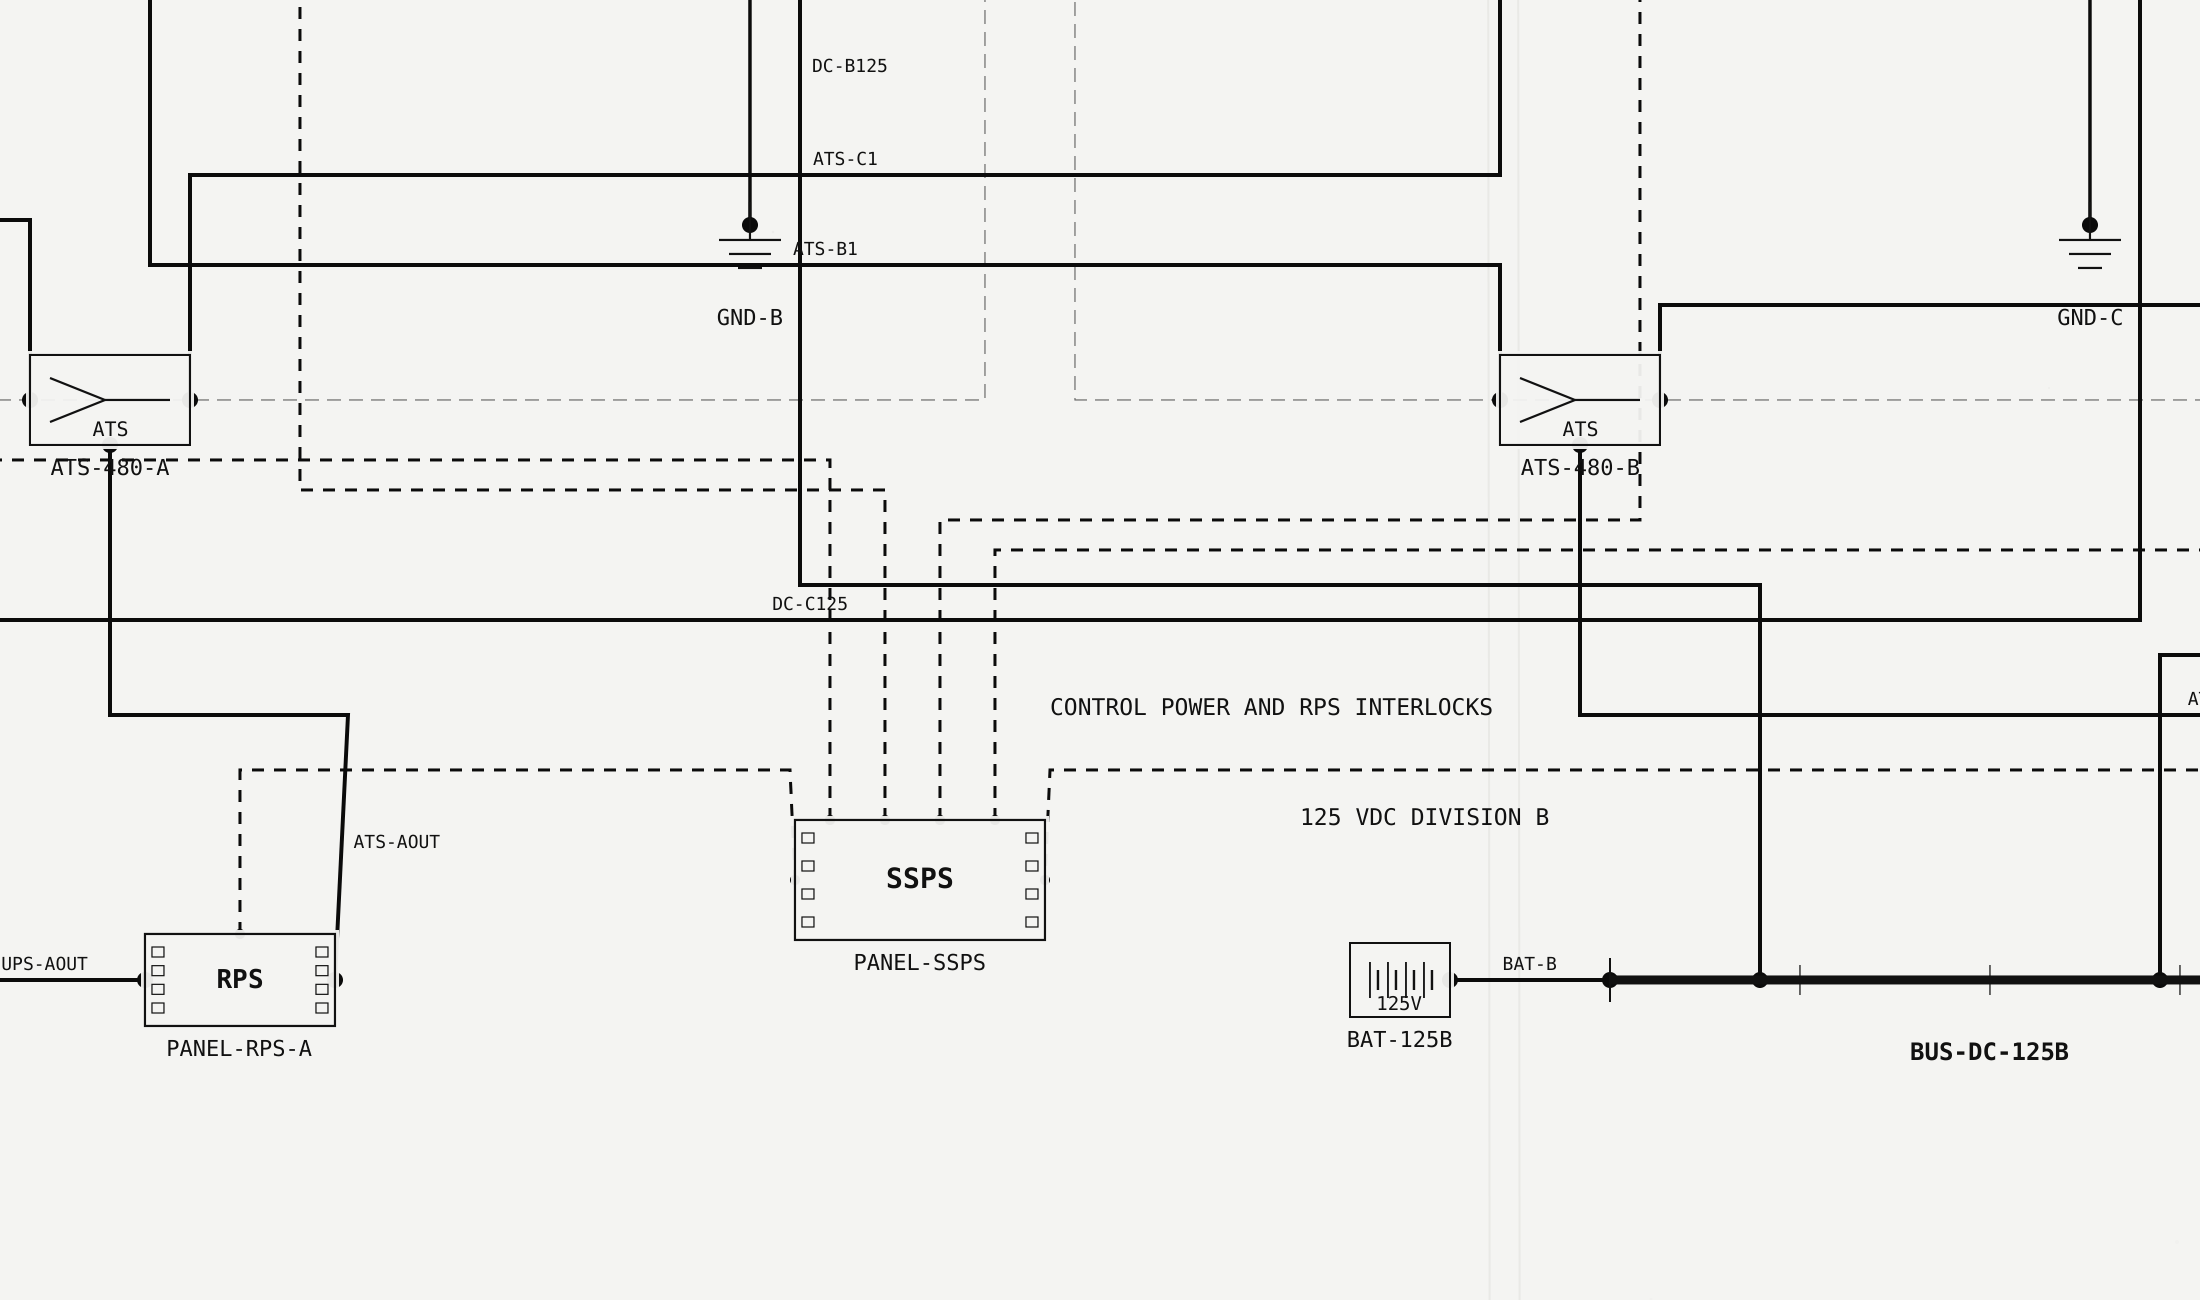 DC-B125
ATS-C1
ATS-B1
GND-B
GND-C
ATS
ATS
ATS-480-A
ATS-480-B
DC-C125
CONTROL POWER AND RPS INTERLOCKS
125 VDC DIVISION B
ATS-AOUT
SSPS
PANEL-SSPS
UPS-AOUT
RPS
PANEL-RPS-A
BAT-B
125V
BAT-125B
BUS-DC-125B